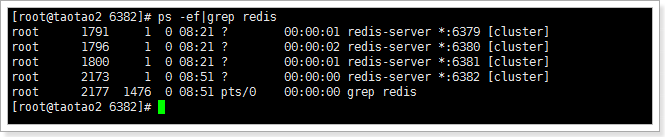 [root@taotao2 6382]# ps -ef|grep redis
root 1791 1 0 08:21 ? 00:00:01 redis-server *:6379 [cluster]
root 1796 1 0 08:21 ? 00:00:02 redis-server *:6380 [cluster]
root 1800 1 0 08:21 ? 00:00:01 redis-server *:6381 [cluster]
root 2173 1 0 08:51 ? 00:00:00 redis-server *:6382 [cluster]
root 2177 1476 0 08:51 pts/0 00:00:00 grep redis
[root@taotao2 6382]#